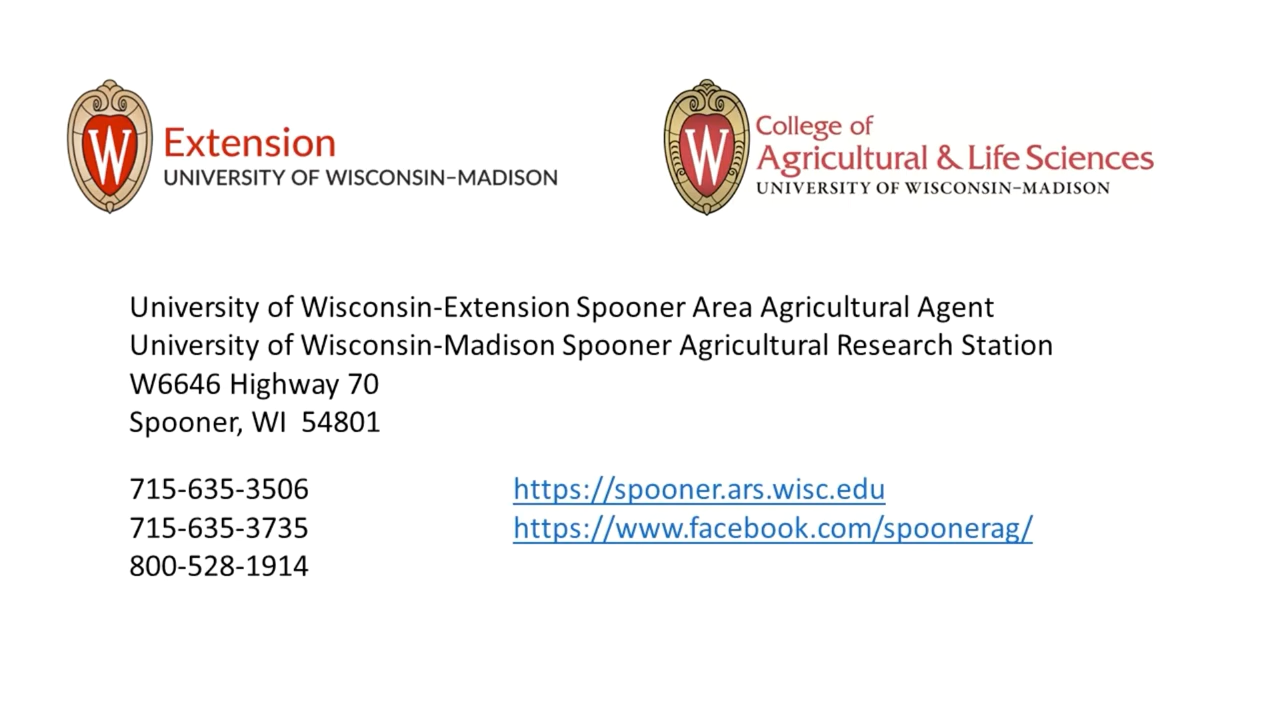 W Extension
UNIVERSITY OF WISCONSIN–MADISON
W College of
Agricultural & Life Sciences
UNIVERSITY OF WISCONSIN–MADISON
University of Wisconsin-Extension Spooner Area Agricultural Agent
University of Wisconsin-Madison Spooner Agricultural Research Station
W6646 Highway 70
Spooner, WI  54801
715-635-3506
715-635-3735
800-528-1914
https://spooner.ars.wisc.edu
https://www.facebook.com/spoonerag/